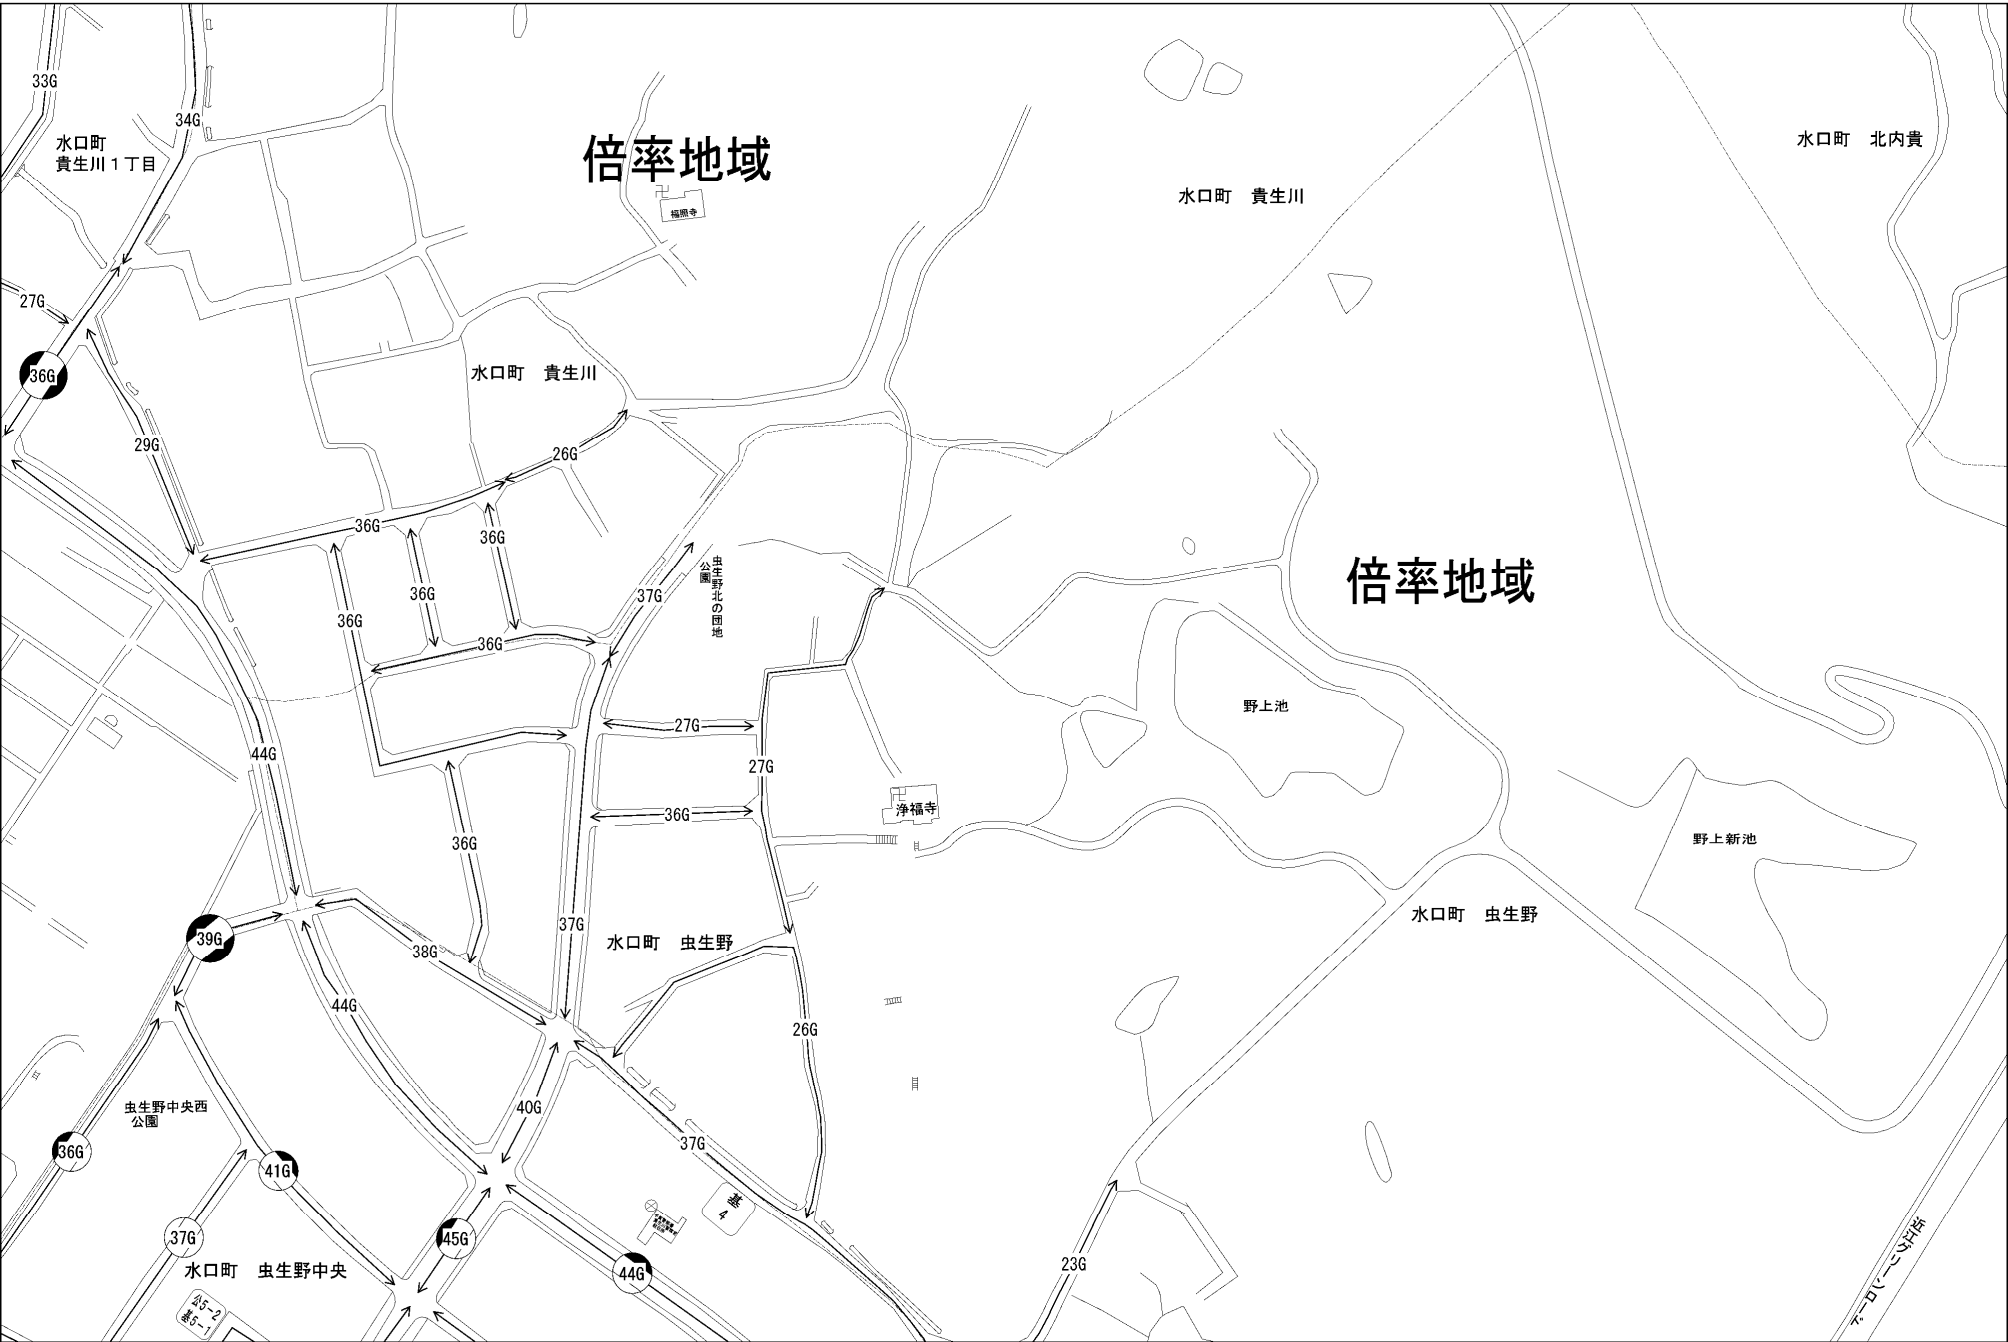 33G
34G
水口町
貴生川１丁目
倍率地域
福照寺
水口町　貴生川
水口町　北内貴
27G
36G
水口町　貴生川
29G
26G
36G
36G
36G
36G
37G
虫生野北の団地
公園
36G
倍率地域
44G
27G
27G
野上池
36G
36G
浄福寺
野上新池
39G
38G
37G
水口町　虫生野
水口町　虫生野
44G
26G
虫生野中央西
公園
40G
36G
41G
37G
基
4
37G
45G
44G
水口町　虫生野中央
23G
公5-2
基5-1
近江グリーンロード